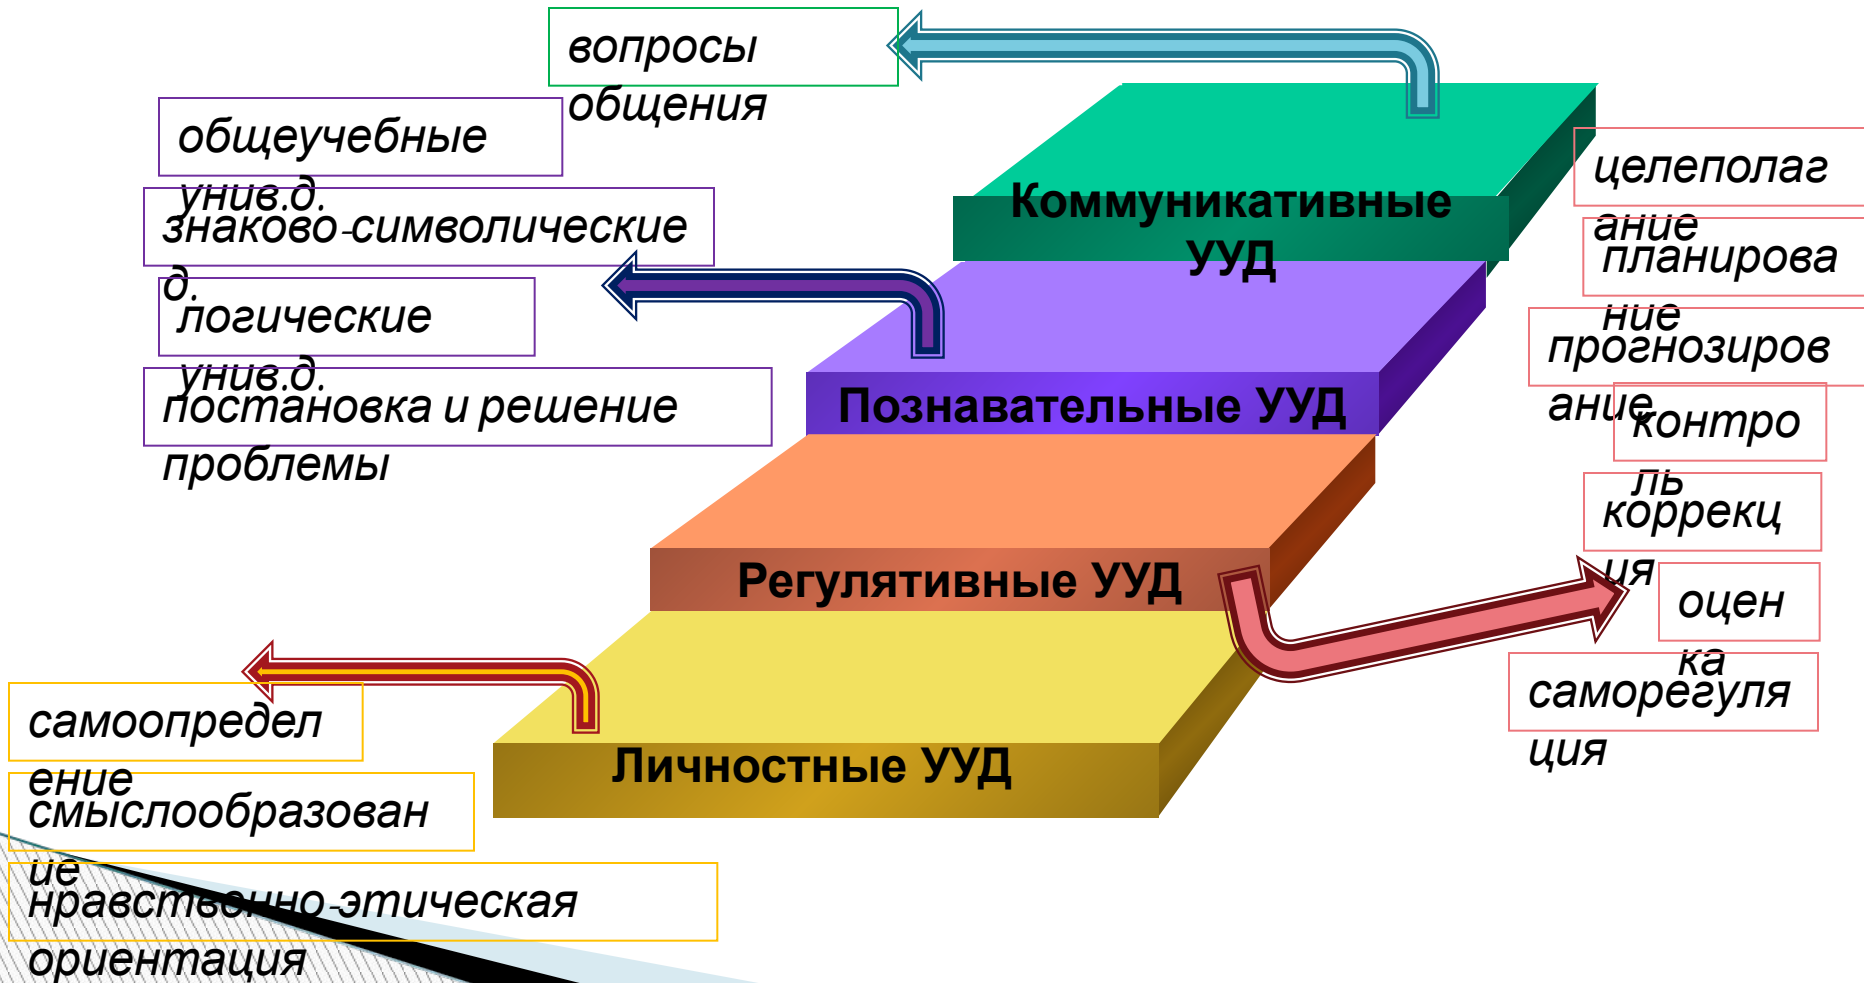 вопросы
общения
общеучебные
унив.д.
знаково-символические
д.
логические
унив.д.
постановка и решение
проблемы
Коммуникативные
УУД
Познавательные УУД
Регулятивные УУД
Личностные УУД
целеполаг
ание
планирова
ние
прогнозиров
ание
контро
ль
коррекц
ия
оцен
ка
саморегуля
ция
самоопредел
ение
смыслообразован
ие
нравственно-этическая
ориентация